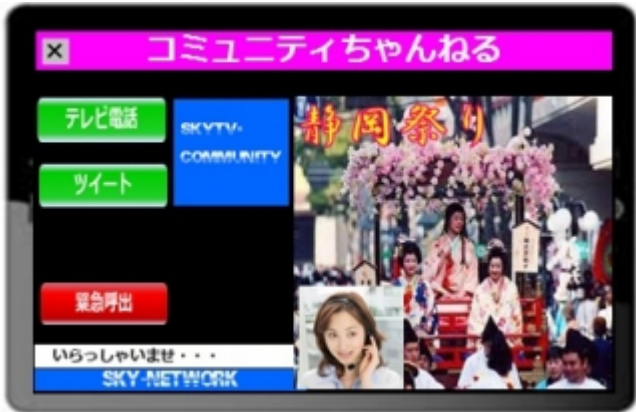 コミュニティちゃんねる
テレビ電話
SKYTV-
COMMUNITY
静岡祭り
ツイート
緊急呼出
いらっしゃいませ・・・
SKY-NETWORK